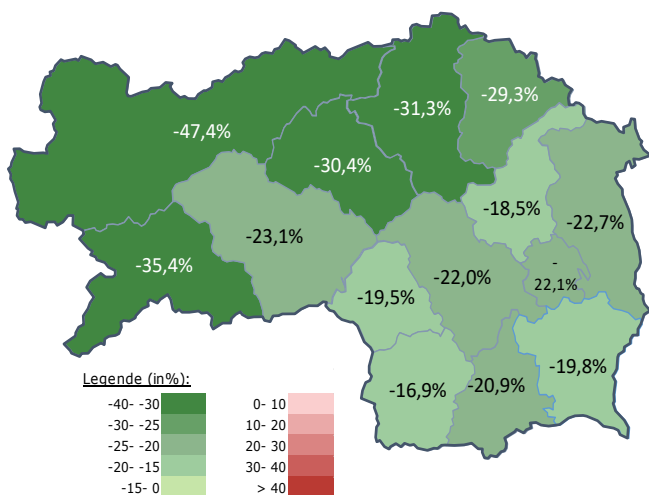 -29,3%
-31,3%
-47,4%
-30,4%
-18,5%
-22,7%
-23,1%
-35,4%
-22,0%
-
22,1%
-19,5%
-19,8%
-16,9%
-20,9%
Legende (in%):
-40- -30 0- 10
-30- -25 10- 20
-25- -20 20- 30
-20- -15 30- 40
-15- 0 > 40